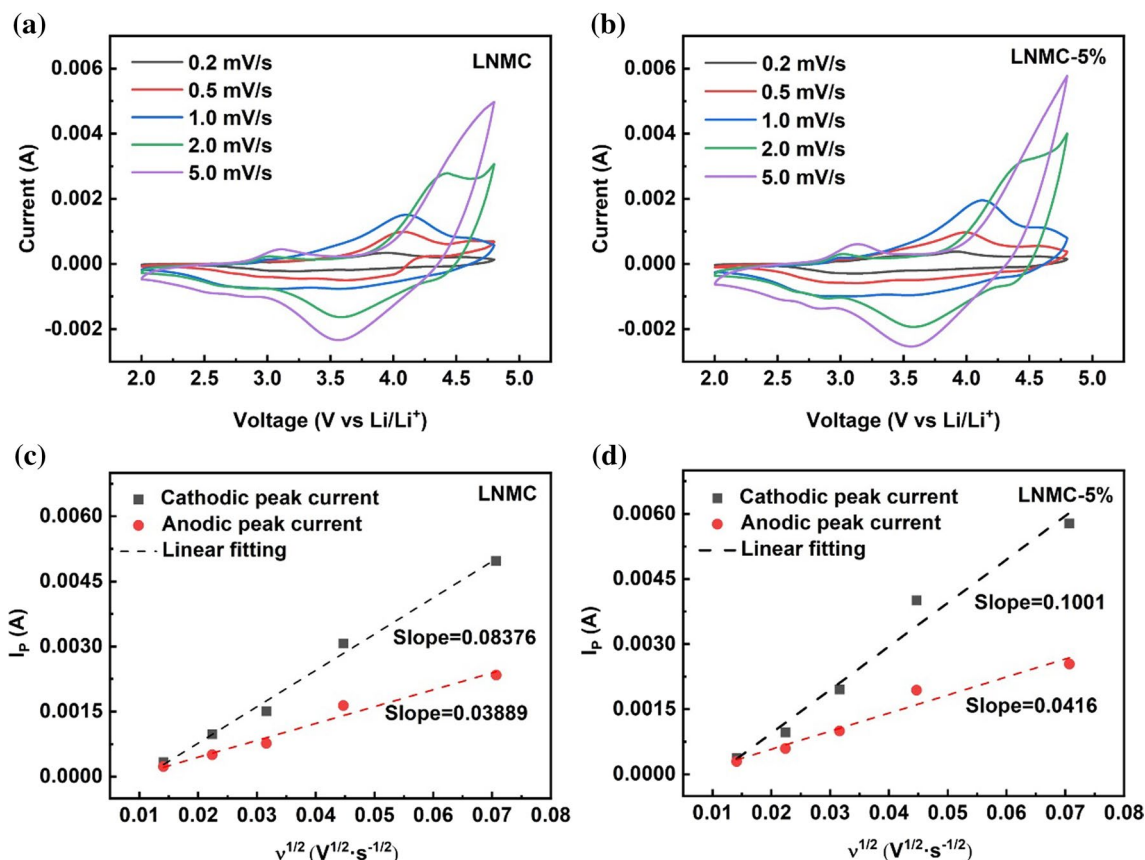 (a)
LNMC
0.2 mV/s
0.5 mV/s
1.0 mV/s
2.0 mV/s
5.0 mV/s
Current (A)
0.006
0.004
0.002
0.000
-0.002
2.0 2.5 3.0 3.5 4.0 4.5 5.0
Voltage (V vs Li/Li⁺)
(b)
LNMC-5%
0.2 mV/s
0.5 mV/s
1.0 mV/s
2.0 mV/s
5.0 mV/s
Current (A)
0.006
0.004
0.002
0.000
-0.002
2.0 2.5 3.0 3.5 4.0 4.5 5.0
Voltage (V vs Li/Li⁺)
(c)
LNMC
Cathodic peak current
Anodic peak current
Linear fitting
Slope=0.08376
Slope=0.03889
I_P (A)
0.0060
0.0045
0.0030
0.0015
0.0000
0.01 0.02 0.03 0.04 0.05 0.06 0.07 0.08
ν^1/2 (V^1/2·s^-1/2)
(d)
LNMC-5%
Cathodic peak current
Anodic peak current
Linear fitting
Slope=0.1001
Slope=0.0416
I_P (A)
0.0060
0.0045
0.0030
0.0015
0.0000
0.01 0.02 0.03 0.04 0.05 0.06 0.07 0.08
ν^1/2 (V^1/2·s^-1/2)